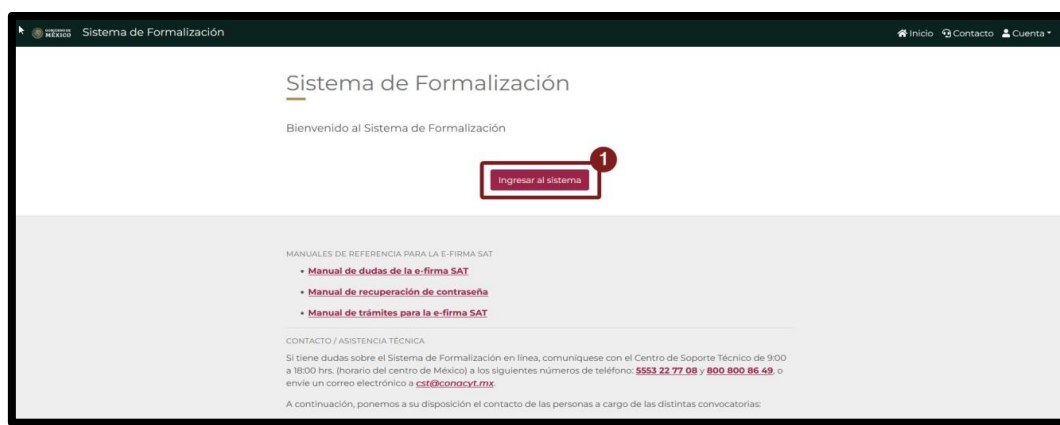 GOBIERNO DE MÉXICO Sistema de Formalización Inicio Contacto Cuenta
Sistema de Formalización
Bienvenido al Sistema de Formalización
1
Ingresar al sistema
MANUALES DE REFERENCIA PARA LA E-FIRMA SAT
• Manual de dudas de la e-firma SAT
• Manual de recuperación de contraseña
• Manual de trámites para la e-firma SAT
CONTACTO / ASISTENCIA TÉCNICA
Si tiene dudas sobre el Sistema de Formalización en línea, comuníquese con el Centro de Soporte Técnico de 9:00
a 18:00 hrs. (horario del centro de México) a los siguientes números de teléfono: 5553 22 77 08 y 800 800 86 49, o
envíe un correo electrónico a cst@conacyt.mx.
A continuación, ponemos a su disposición el contacto de las personas a cargo de las distintas convocatorias: